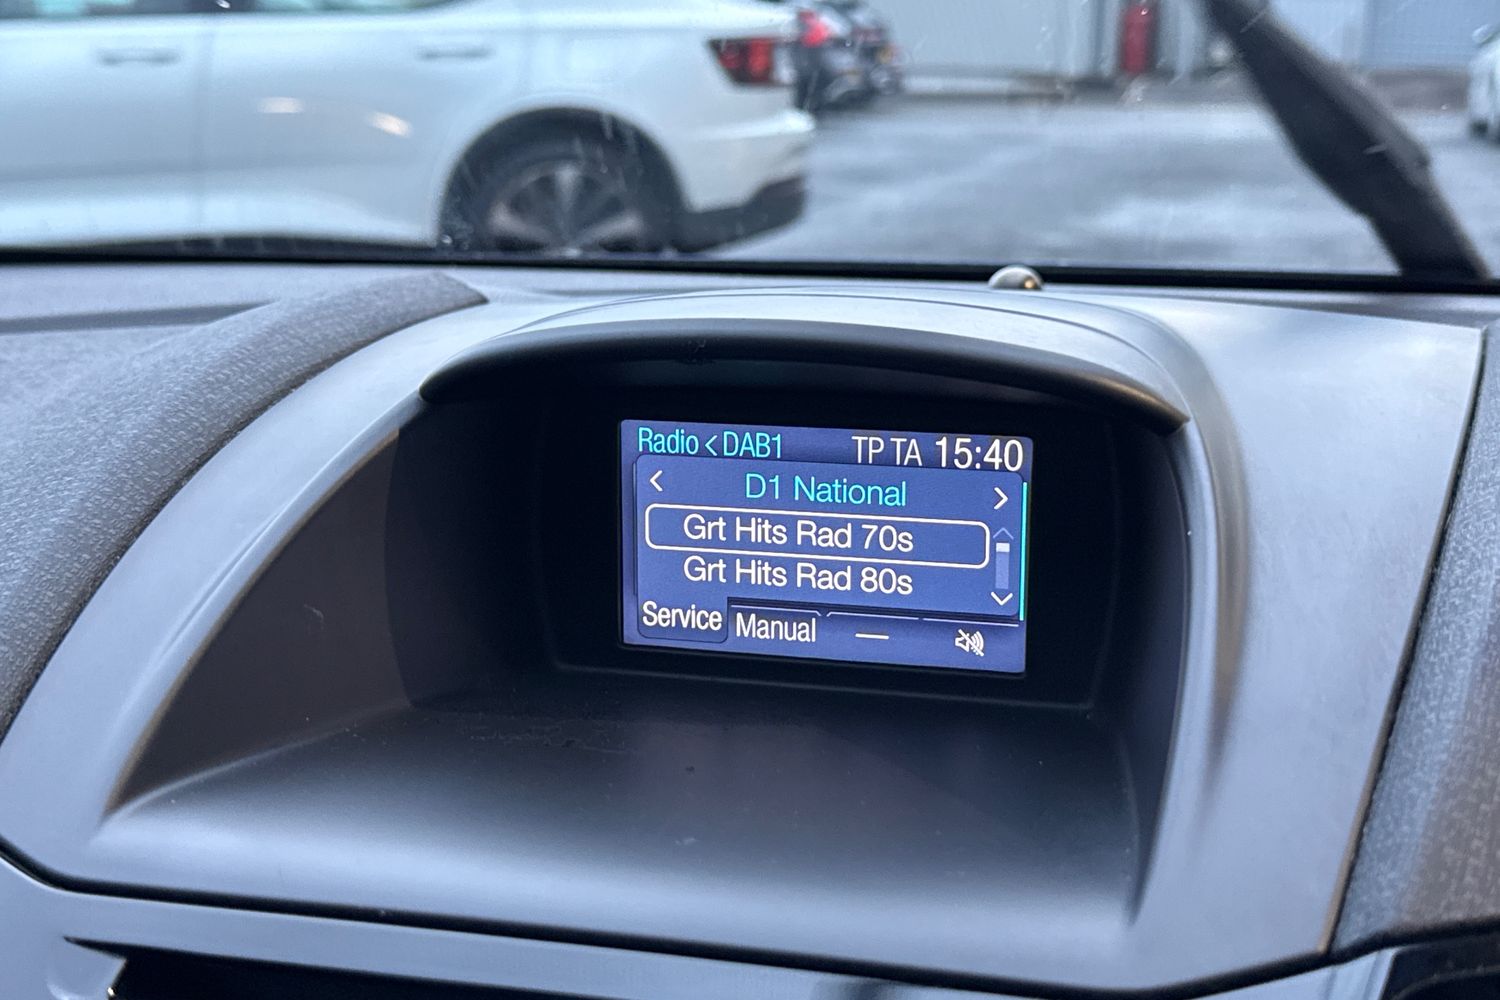 Radio < DAB1 TP TA 15:40
< D1 National >
Grt Hits Rad 70s
Grt Hits Rad 80s
Service Manual —